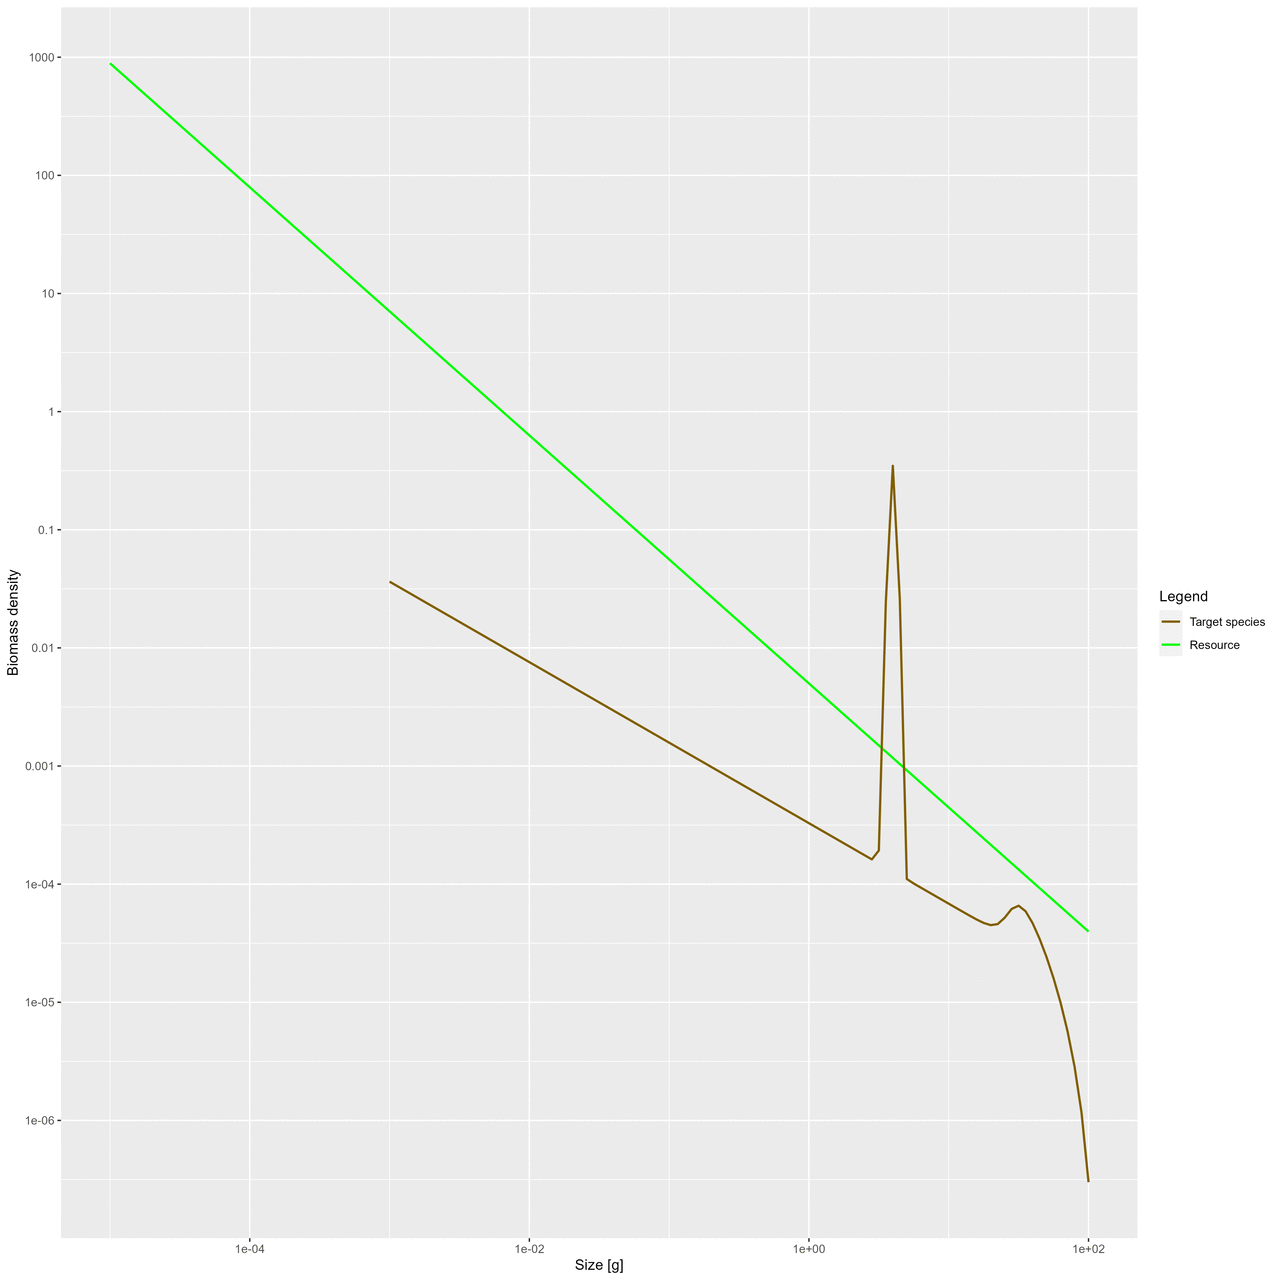 1000
100
10
1
0.1
0.01
0.001
1e-04
1e-05
1e-06
Biomass density
1e-04
1e-02
1e+00
1e+02
Size [g]
Legend
Target species
Resource